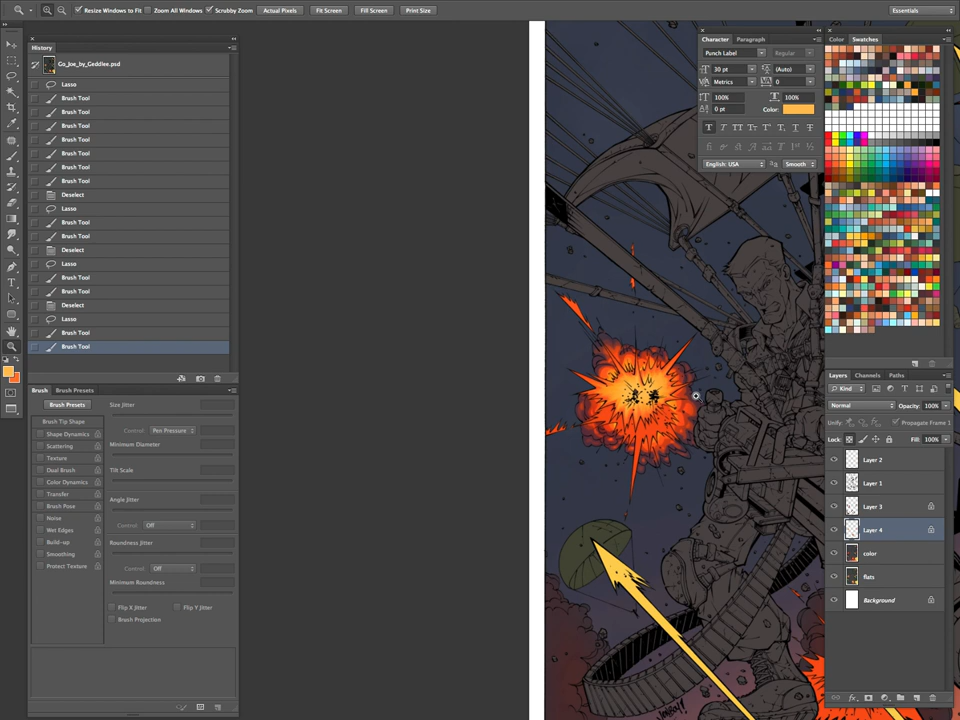 Resize Windows to Fit Zoom All Windows Scrubby Zoom Actual Pixels Fit Screen Fill Screen Print Size Essentials
History
Go_Joe_by_Geddlee.psd
Lasso
Brush Tool
Brush Tool
Brush Tool
Brush Tool
Brush Tool
Brush Tool
Brush Tool
Deselect
Lasso
Brush Tool
Brush Tool
Deselect
Lasso
Brush Tool
Brush Tool
Deselect
Lasso
Brush Tool
Brush Tool
Brush Brush Presets
Brush Presets
Brush Tip Shape
Shape Dynamics
Scattering
Texture
Dual Brush
Color Dynamics
Transfer
Brush Pose
Noise
Wet Edges
Build-up
Smoothing
Protect Texture
Size Jitter
Control: Pen Pressure
Minimum Diameter
Tilt Scale
Angle Jitter
Control: Off
Roundness Jitter
Control: Off
Minimum Roundness
Flip X Jitter Flip Y Jitter
Brush Projection
Character Paragraph
Punch Label Regular
30 pt (Auto)
Metrics 0
100% 100%
0 pt Color:
English: USA Smooth
Color Swatches
Layers Channels Paths
Kind
Normal Opacity: 100%
Unify: Propagate Frame 1
Lock: Fill: 100%
Layer 2
Layer 1
Layer 3
Layer 4
color
flats
Background